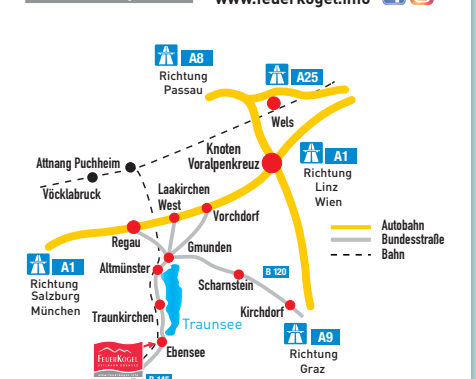 www.feuerkogel.info
A8
Richtung
Passau
A25
Wels
Knoten
Voralpenkreuz
A1
Richtung
Linz
Wien
Attnang Puchheim
Vöcklabruck
Laakirchen
West
Vorchdorf
Regau
Gmunden
Autobahn
Bundesstraße
Bahn
A1
Richtung
Salzburg
München
Altmünster
B 120
Scharnstein
Kirchdorf
Traunkirchen
Traunsee
A9
Richtung
Graz
FEUERKOGEL
Ebensee
B 145